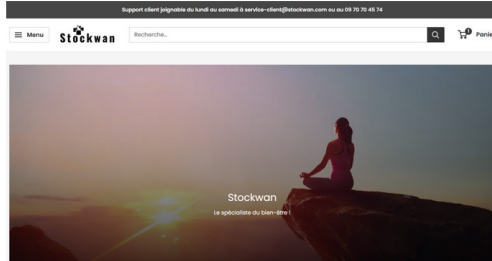 Support client joignable du lundi au samedi à service-client@stockwan.com ou au 09 70 70 45 74
Menu
Stockwan
Recherche..
Panie
Stockwan
Le spécialiste du bien-être !